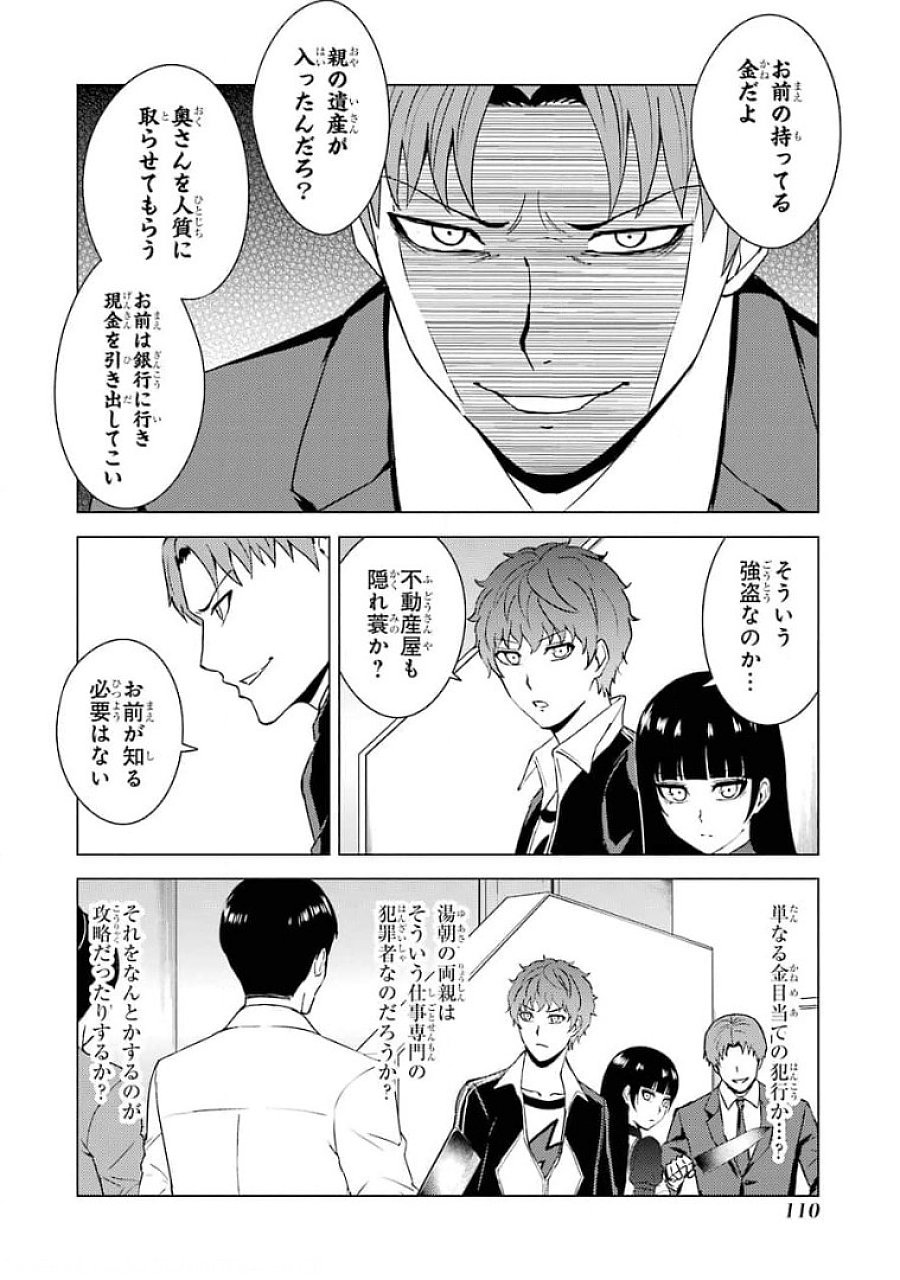 お前の持ってる
金だよ
親の遺産が
入ったんだろ？
奥さんを人質に
取らせてもらう
お前は銀行に行き
現金を引き出してこい
そういう
強盗なのか…
不動産屋も
隠れ蓑か？
お前が知る
必要はない
単なる金目当ての犯行か…？
湯朝の両親は
そういう仕事専門の
犯罪者なのだろうか？
それをなんとかするのが
攻略だったりするか？
110